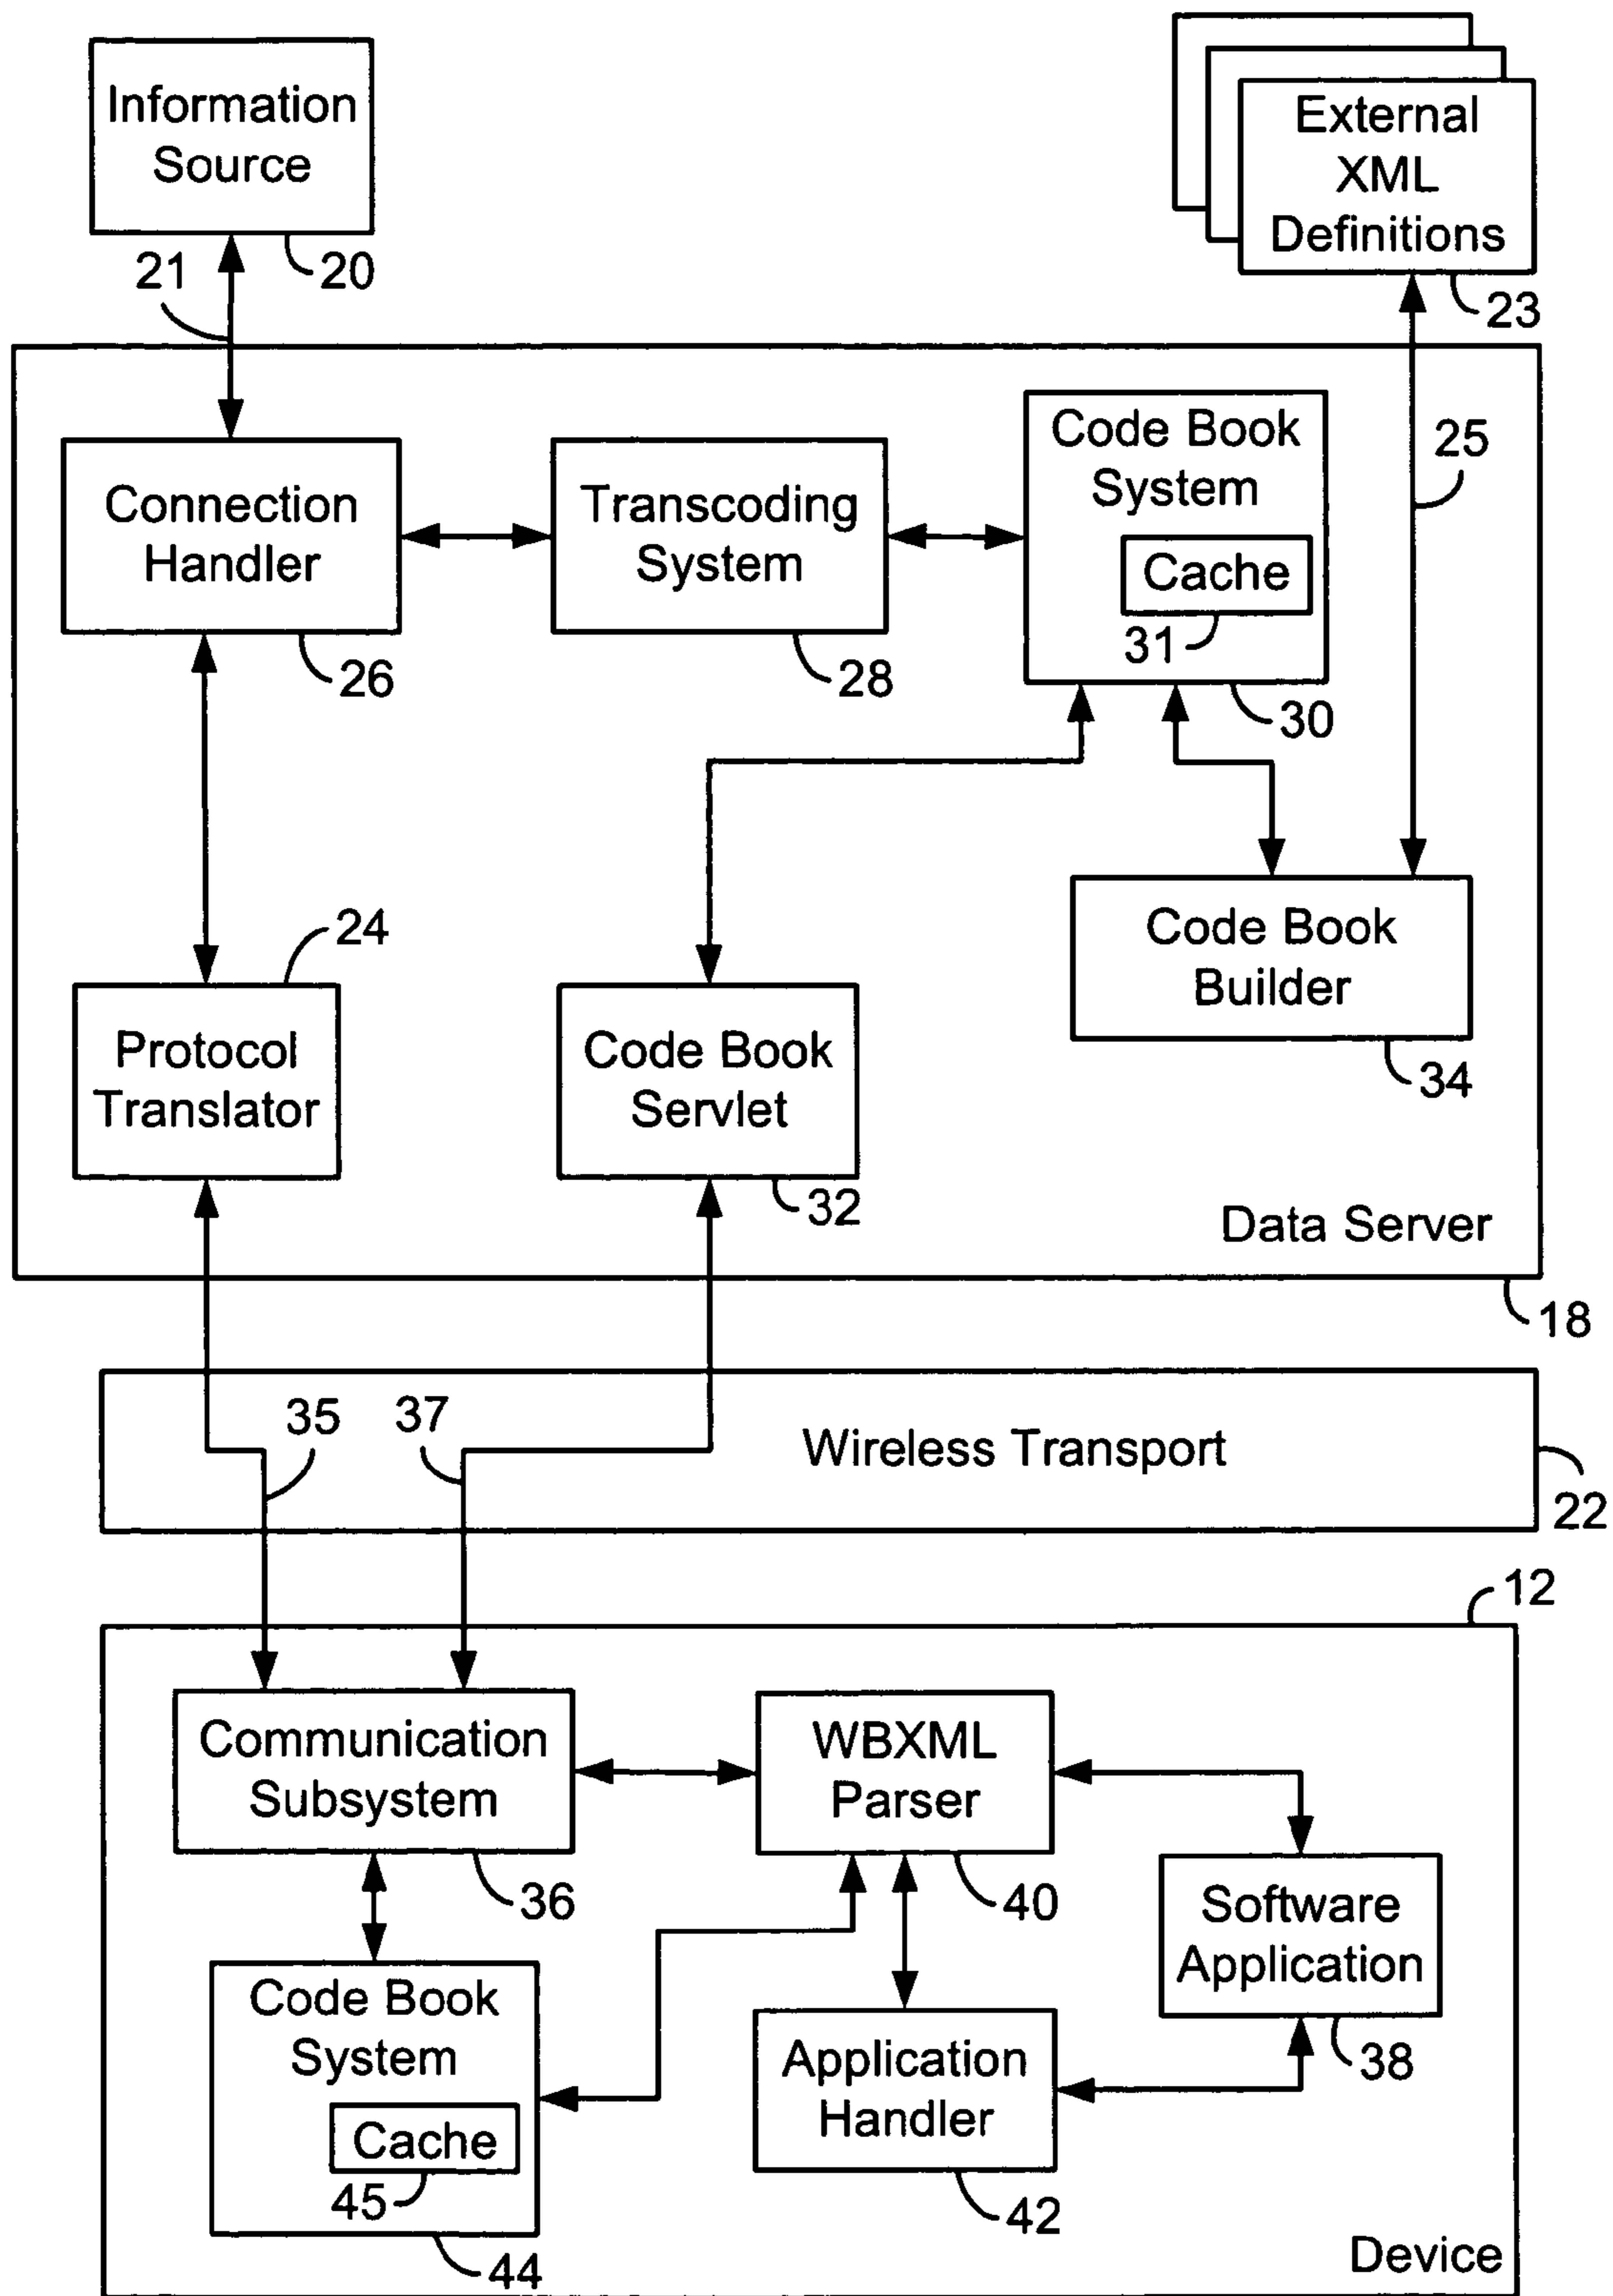 Information
Source
20
21
External
XML
Definitions
23
25
Connection
Handler
26
Transcoding
System
28
Code Book
System
Cache
31
30
24
Protocol
Translator
Code Book
Servlet
32
Code Book
Builder
34
Data Server
18
35
37
Wireless Transport
22
12
Communication
Subsystem
36
WBXML
Parser
40
Software
Application
38
Code Book
System
Cache
45
44
Application
Handler
42
Device